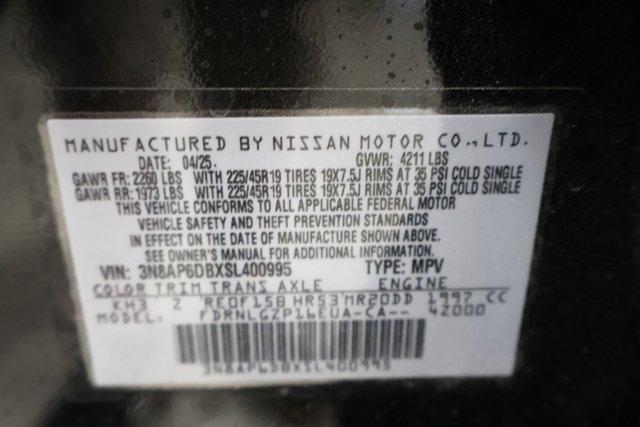 MANUFACTURED BY NISSAN MOTOR CO., LTD.
DATE: 04/25. GVWR: 4211 LBS
GAWR FR: 2260 LBS WITH 225/45R19 TIRES 19X7.5J RIMS AT 35 PSI COLD SINGLE
GAWR RR: 1973 LBS WITH 225/45R19 TIRES 19X7.5J RIMS AT 35 PSI COLD SINGLE
THIS VEHICLE CONFORMS TO ALL APPLICABLE FEDERAL MOTOR
VEHICLE SAFETY AND THEFT PREVENTION STANDARDS
IN EFFECT ON THE DATE OF MANUFACTURE SHOWN ABOVE.
SEE OWNER'S MANUAL FOR ADDITIONAL INFORMATION.
VIN: 3N8AP6DBXSL400995 TYPE: MPV
COLOR TRIM TRANS AXLE ENGINE
KH3 Z RE0F15B HR53 MR20DD 1997 CC
MODEL: FDRNLGZP16EUA-CA-- 42000
3N8AP6DBXSL400995